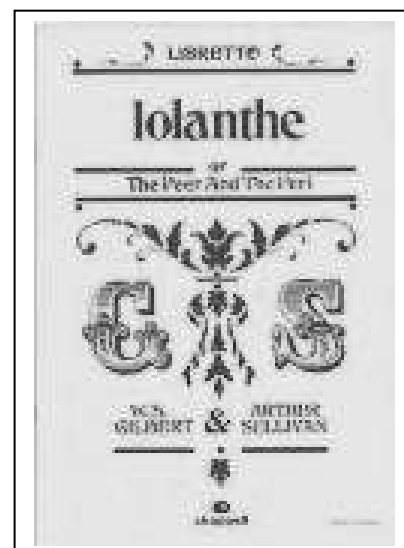 LIBRETTO
Iolanthe
or
The Peer And The Peri
G S
W.S. GILBERT & ARTHUR SULLIVAN